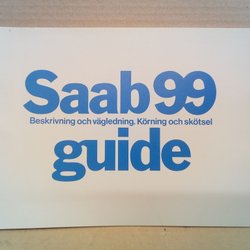 Saab 99
Beskrivning och vägledning. Körning och skötsel
guide